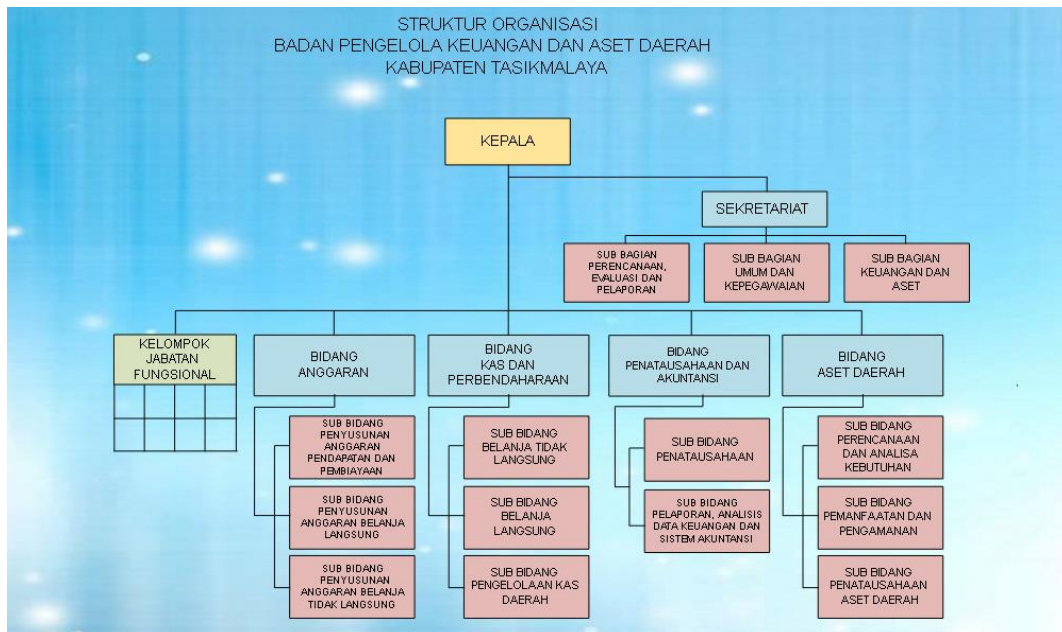 STRUKTUR ORGANISASI
BADAN PENGELOLA KEUANGAN DAN ASET DAERAH
KABUPATEN TASIKMALAYA
KEPALA
SEKRETARIAT
SUB BAGIAN
PERENCANAAN,
EVALUASI DAN
PELAPORAN
SUB BAGIAN
UMUM DAN
KEPEGAWAIAN
SUB BAGIAN
KEUANGAN DAN
ASET
KELOMPOK
JABATAN
FUNGSIONAL
BIDANG
ANGGARAN
BIDANG
KAS DAN
PERBENDAHARAAN
BIDANG
PENATAUSAHAAN DAN
AKUNTANSI
BIDANG
ASET DAERAH
SUB BIDANG
PENYUSUNAN
ANGGARAN
PENDAPATAN DAN
PEMBIAYAAN
SUB BIDANG
PENYUSUNAN
ANGGARAN BELANJA
LANGSUNG
SUB BIDANG
PENYUSUNAN
ANGGARAN BELANJA
TIDAK LANGSUNG
SUB BIDANG
BELANJA TIDAK
LANGSUNG
SUB BIDANG
BELANJA
LANGSUNG
SUB BIDANG
PENGELOLAAN KAS
DAERAH
SUB BIDANG
PENATAUSAHAAN
SUB BIDANG
PELAPORAN, ANALISIS
DATA KEUANGAN DAN
SISTEM AKUNTANSI
SUB BIDANG
PERENCANAAN
DAN ANALISA
KEBUTUHAN
SUB BIDANG
PEMANFAATAN DAN
PENGAMANAN
SUB BIDANG
PENATAUSAHAAN
ASET DAERAH